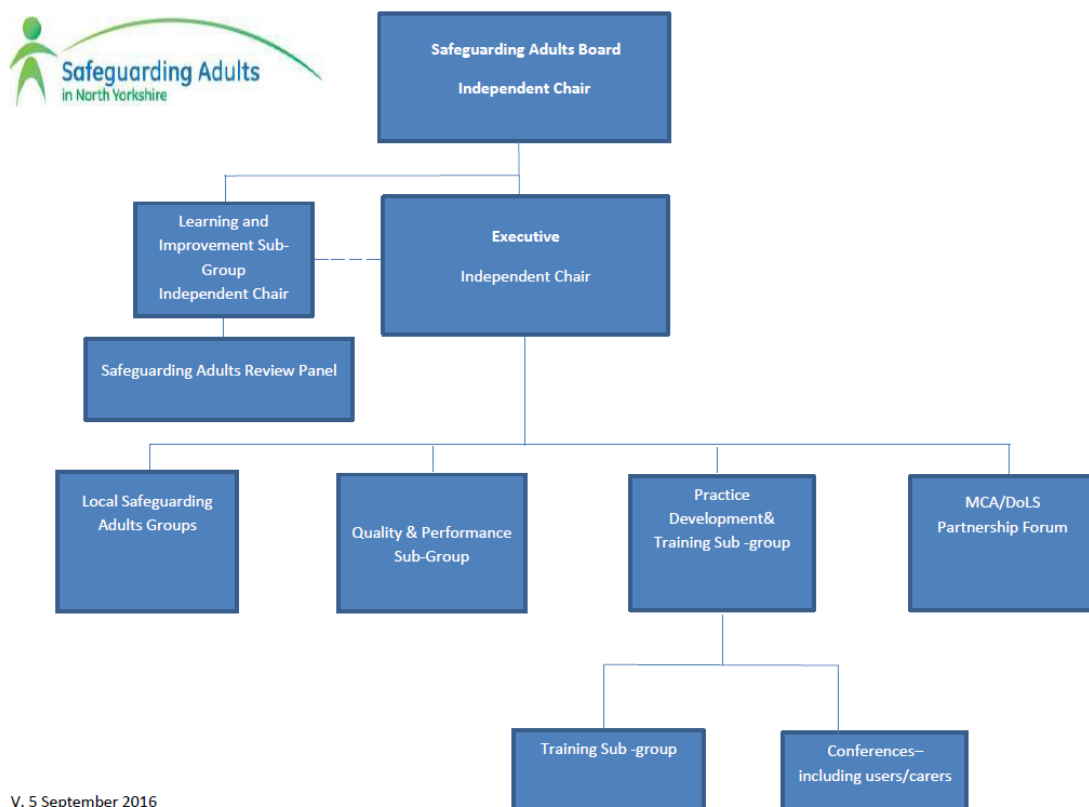 Safeguarding Adults
in North Yorkshire
Safeguarding Adults Board
Independent Chair
Learning and
Improvement Sub-
Group
Independent Chair
Executive
Independent Chair
Safeguarding Adults Review Panel
Local Safeguarding
Adults Groups
Quality & Performance
Sub-Group
Practice
Development&
Training Sub -group
MCA/DoLS
Partnership Forum
Training Sub -group
Conferences–
including users/carers
V. 5 September 2016